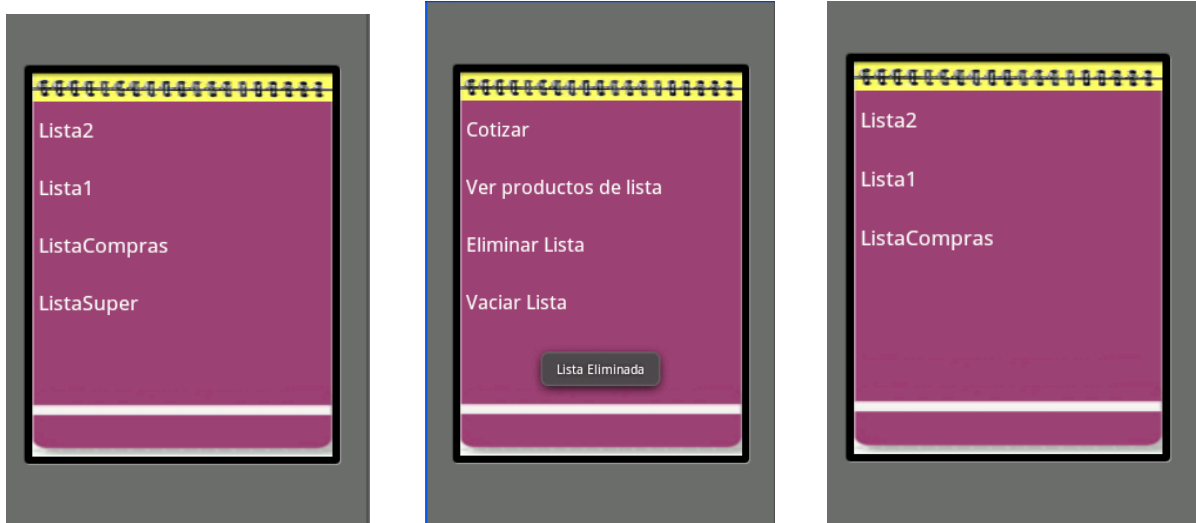 Lista2
Lista1
ListaCompras
ListaSuper
Cotizar
Ver productos de lista
Eliminar Lista
Vaciar Lista
Lista Eliminada
Lista2
Lista1
ListaCompras